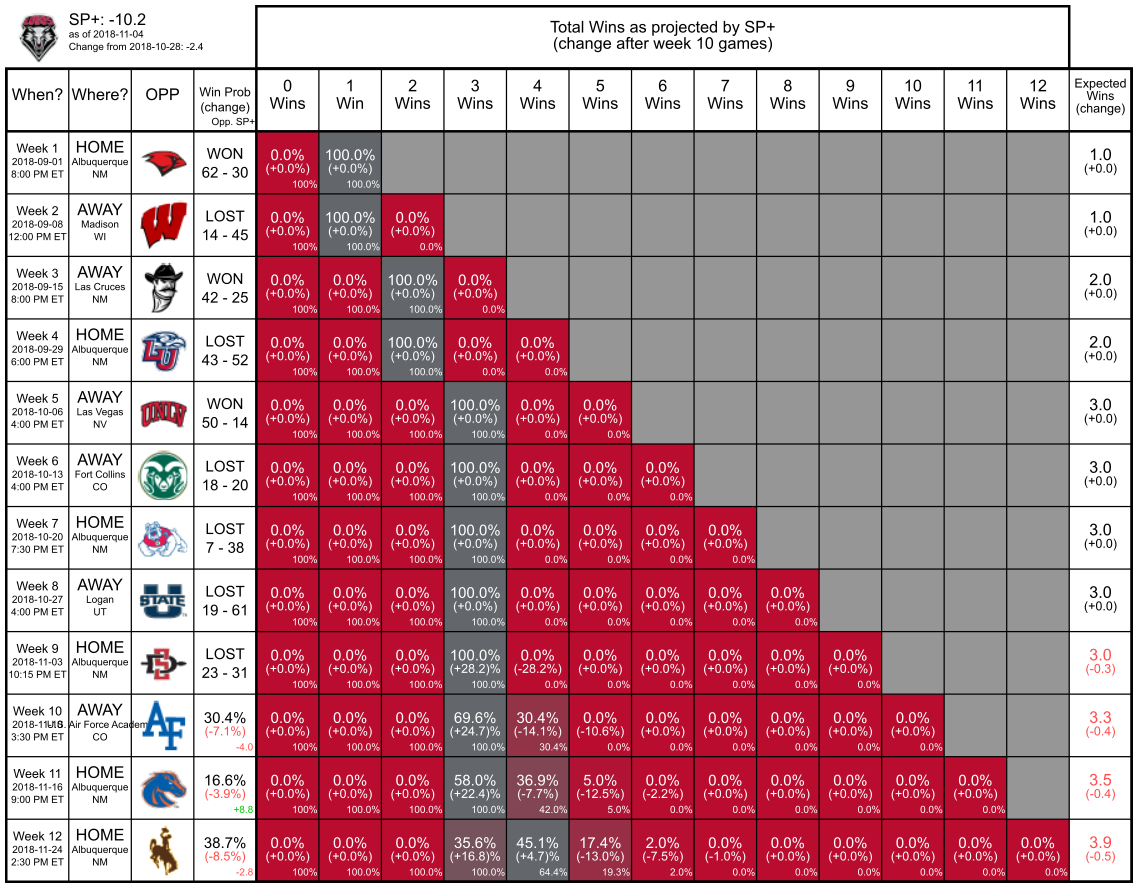 SP+: -10.2
as of 2018-11-04
Change from 2018-10-28: -2.4
Total Wins as projected by SP+
(change after week 10 games)
When? Where? OPP Win Prob (change) Opp. SP+ 0 Wins 1 Win 2 Wins 3 Wins 4 Wins 5 Wins 6 Wins 7 Wins 8 Wins 9 Wins 10 Wins 11 Wins 12 Wins Expected Wins (change)
Week 1 HOME WON 0.0% 100.0% 1.0
2018-09-01 Albuquerque (+0.0%) (+0.0%) (+0.0)
8:00 PM ET NM 62 - 30 100% 100.0%
Week 2 AWAY LOST 0.0% 100.0% 0.0% 1.0
2018-09-08 Madison (+0.0%) (+0.0%) (+0.0%) (+0.0)
12:00 PM ET WI 14 - 45 100% 100.0% 0.0%
Week 3 AWAY WON 0.0% 0.0% 100.0% 0.0% 2.0
2018-09-15 Las Cruces (+0.0%) (+0.0%) (+0.0%) (+0.0%) (+0.0)
8:00 PM ET NM 42 - 25 100% 100.0% 100.0% 0.0%
Week 4 HOME LOST 0.0% 0.0% 100.0% 0.0% 0.0% 2.0
2018-09-29 Albuquerque (+0.0%) (+0.0%) (+0.0%) (+0.0%) (+0.0%) (+0.0)
6:00 PM ET NM LU 43 - 52 100% 100.0% 100.0% 0.0% 0.0%
Week 5 AWAY WON 0.0% 0.0% 0.0% 100.0% 0.0% 0.0% 3.0
2018-10-06 Las Vegas UNLV (+0.0%) (+0.0%) (+0.0%) (+0.0%) (+0.0%) (+0.0%) (+0.0)
4:00 PM ET NV 50 - 14 100% 100.0% 100.0% 100.0% 0.0% 0.0%
Week 6 AWAY LOST 0.0% 0.0% 0.0% 100.0% 0.0% 0.0% 0.0% 3.0
2018-10-13 Fort Collins (+0.0%) (+0.0%) (+0.0%) (+0.0%) (+0.0%) (+0.0%) (+0.0%) (+0.0)
4:00 PM ET CO 18 - 20 100% 100.0% 100.0% 100.0% 0.0% 0.0% 0.0%
Week 7 HOME LOST 0.0% 0.0% 0.0% 100.0% 0.0% 0.0% 0.0% 0.0% 3.0
2018-10-20 Albuquerque (+0.0%) (+0.0%) (+0.0%) (+0.0%) (+0.0%) (+0.0%) (+0.0%) (+0.0%) (+0.0)
7:30 PM ET NM 7 - 38 100% 100.0% 100.0% 100.0% 0.0% 0.0% 0.0% 0.0%
Week 8 AWAY LOST 0.0% 0.0% 0.0% 100.0% 0.0% 0.0% 0.0% 0.0% 0.0% 3.0
2018-10-27 Logan STATE (+0.0%) (+0.0%) (+0.0%) (+0.0%) (+0.0%) (+0.0%) (+0.0%) (+0.0%) (+0.0%) (+0.0)
4:00 PM ET UT 19 - 61 100% 100.0% 100.0% 100.0% 0.0% 0.0% 0.0% 0.0% 0.0%
Week 9 HOME LOST 0.0% 0.0% 0.0% 100.0% 0.0% 0.0% 0.0% 0.0% 0.0% 0.0% 3.0
2018-11-03 Albuquerque (+0.0%) (+0.0%) (+0.0%) (+28.2)% (-28.2%) (+0.0%) (+0.0%) (+0.0%) (+0.0%) (+0.0%) (-0.3)
10:15 PM ET NM 23 - 31 100% 100.0% 100.0% 100.0% 0.0% 0.0% 0.0% 0.0% 0.0% 0.0%
Week 10 AWAY AF 30.4% 0.0% 0.0% 0.0% 69.6% 30.4% 0.0% 0.0% 0.0% 0.0% 0.0% 0.0% 3.3
Air Force (-7.1%) (+0.0%) (+0.0%) (+0.0%) (+24.7)% (-14.1%) (-10.6%) (+0.0%) (+0.0%) (+0.0%) (+0.0%) (+0.0%) (-0.4)
3:30 PM ET CO -4.0 100% 100.0% 100.0% 100.0% 30.4% 0.0% 0.0% 0.0% 0.0% 0.0% 0.0%
Week 11 HOME 16.6% 0.0% 0.0% 0.0% 58.0% 36.9% 5.0% 0.0% 0.0% 0.0% 0.0% 0.0% 0.0% 3.5
2018-11-16 Albuquerque (-3.9%) (+0.0%) (+0.0%) (+0.0%) (+22.4)% (-7.7%) (-12.5%) (-2.2%) (+0.0%) (+0.0%) (+0.0%) (+0.0%) (+0.0%) (-0.4)
9:00 PM ET NM +8.8 100% 100.0% 100.0% 100.0% 42.0% 5.0% 0.0% 0.0% 0.0% 0.0% 0.0% 0.0%
Week 12 HOME 38.7% 0.0% 0.0% 0.0% 35.6% 45.1% 17.4% 2.0% 0.0% 0.0% 0.0% 0.0% 0.0% 0.0% 3.9
2018-11-24 Albuquerque (-8.5%) (+0.0%) (+0.0%) (+0.0%) (+16.8)% (+4.7)% (-13.0%) (-7.5%) (-1.0%) (+0.0%) (+0.0%) (+0.0%) (+0.0%) (+0.0%) (-0.5)
2:30 PM ET NM -2.8 100% 100.0% 100.0% 100.0% 64.4% 19.3% 2.0% 0.0% 0.0% 0.0% 0.0% 0.0% 0.0%